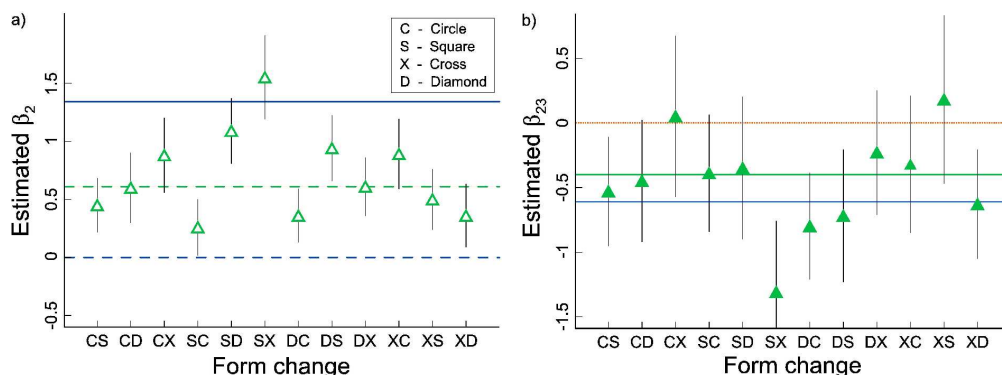 a)
C - Circle
S - Square
X - Cross
D - Diamond
Estimated β2
1.5
1
0.5
0
-0.5
CS CD CX SC SD SX DC DS DX XC XS XD
Form change
b)
Estimated β23
0.5
0
-0.5
-1
-1.5
CS CD CX SC SD SX DC DS DX XC XS XD
Form change